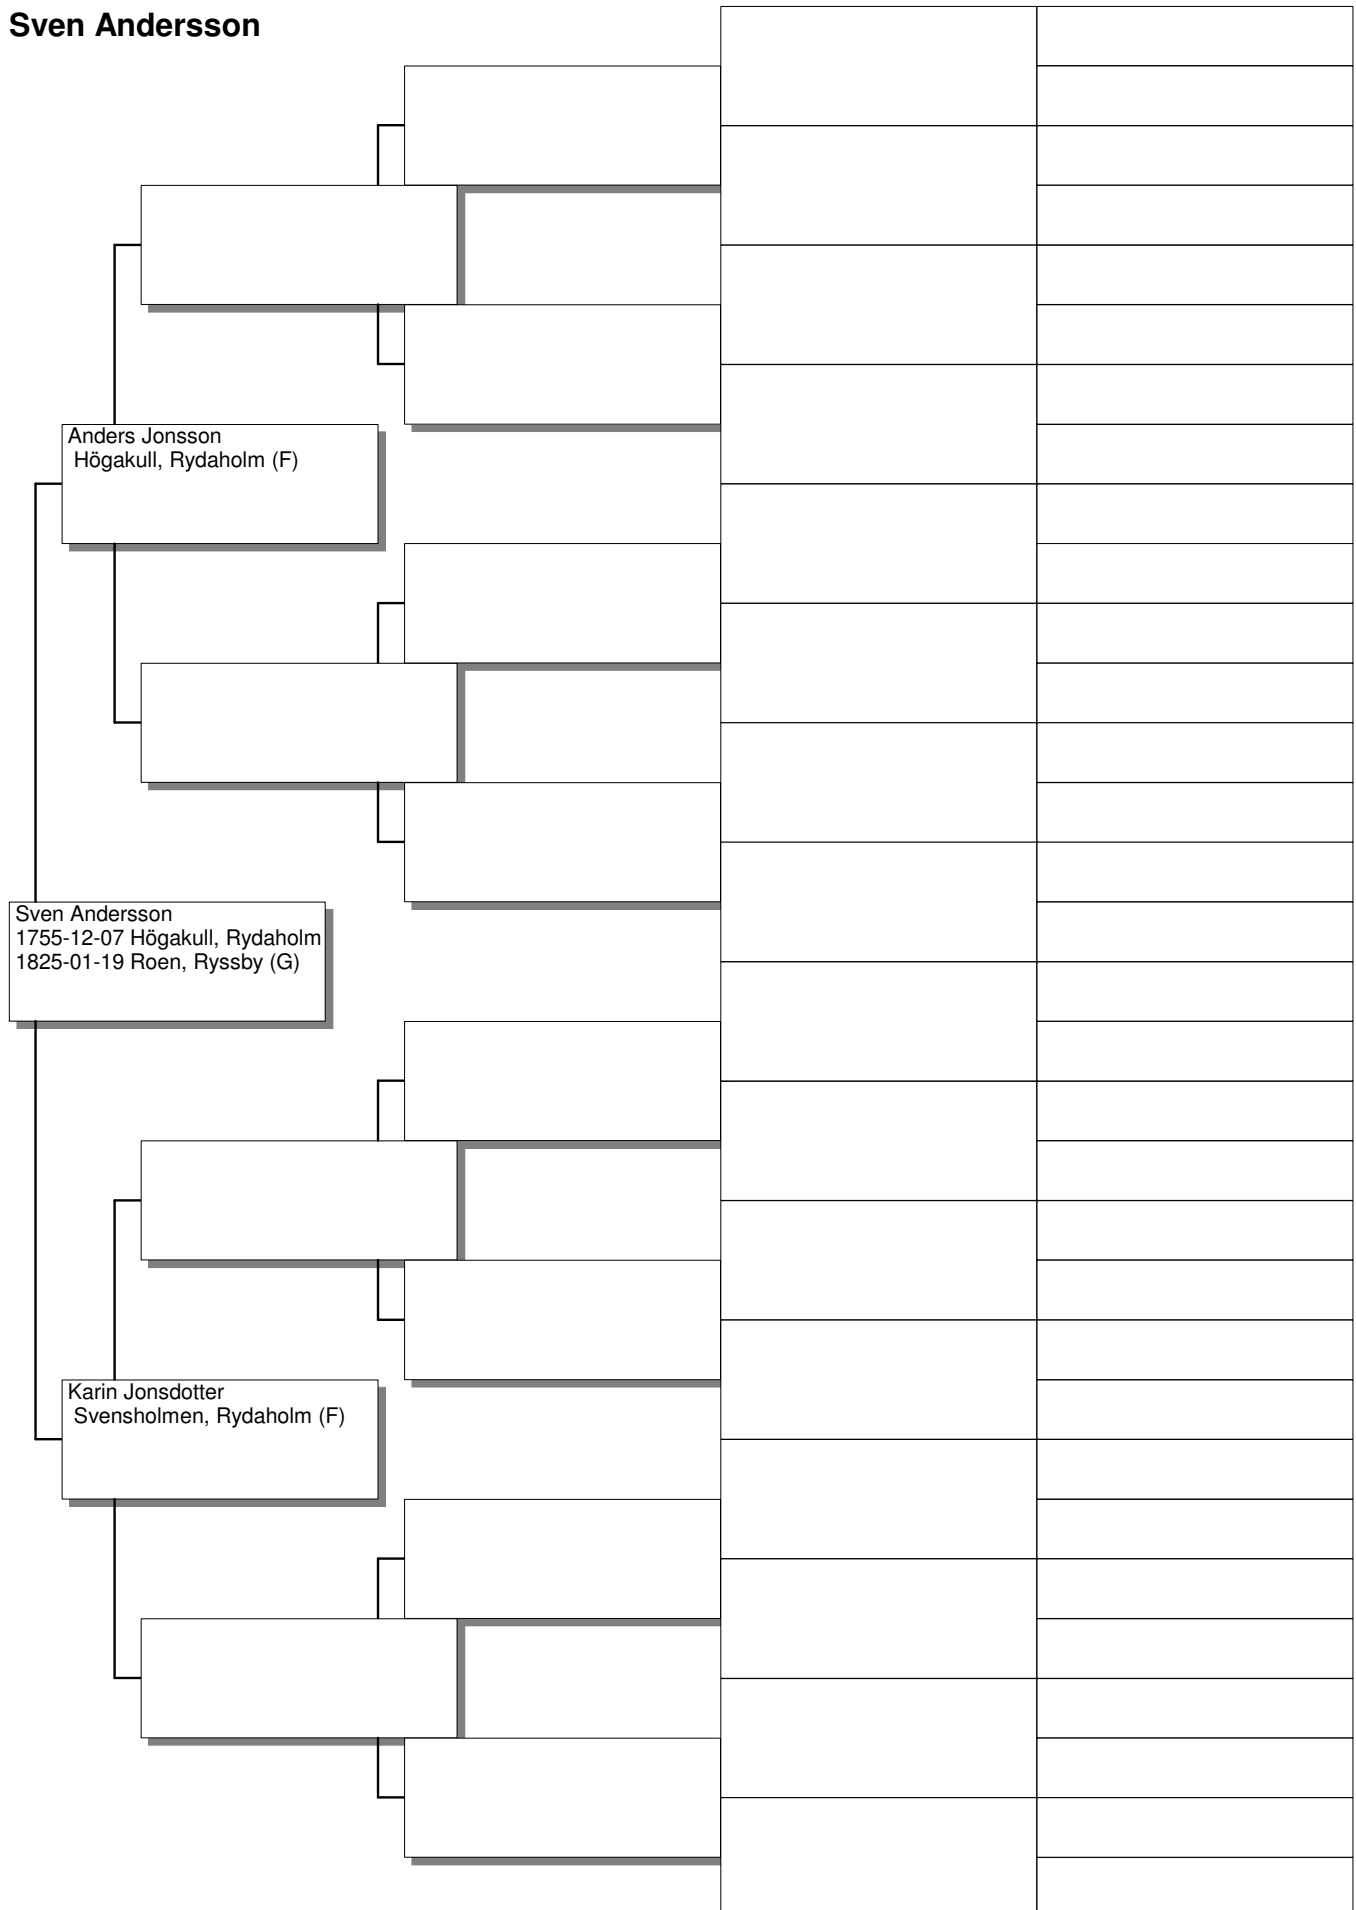 Sven Andersson
Anders Jonsson
Högakull, Rydaholm (F)
Sven Andersson
1755-12-07 Högakull, Rydaholm
1825-01-19 Roen, Ryssby (G)
Karin Jonsdotter
Svensholmen, Rydaholm (F)